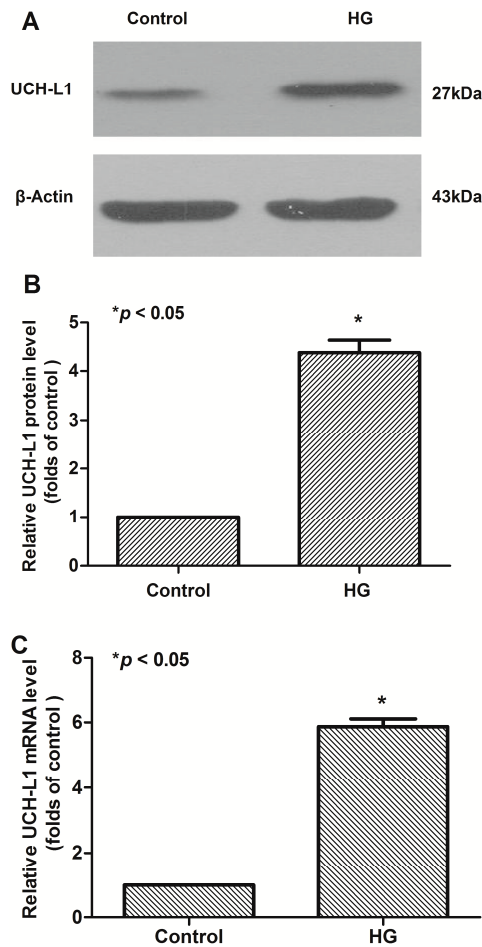 A
Control HG
UCH-L1 27kDa
β-Actin 43kDa
B
*p < 0.05
*
Relative UCH-L1 protein level
(folds of control )
5
4
3
2
1
0
Control HG
C
*p < 0.05
*
Relative UCH-L1 mRNA level
(folds of control )
8
6
4
2
0
Control HG